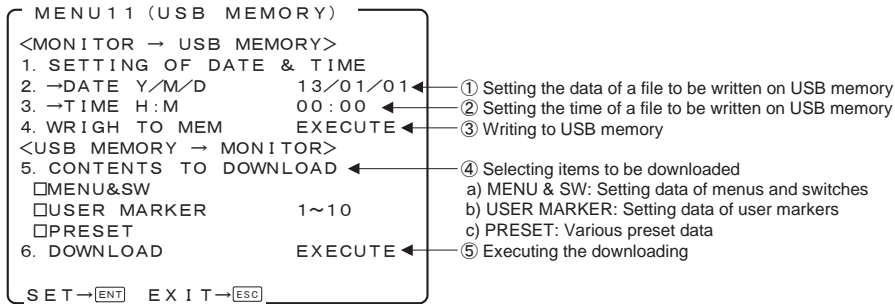 MENU11 (USB MEMORY)
<MONITOR → USB MEMORY>
1. SETTING OF DATE & TIME
2. →DATE Y/M/D 13/01/01 ① Setting the data of a file to be written on USB memory
3. →TIME H:M 00:00 ② Setting the time of a file to be written on USB memory
4. WRIGH TO MEM EXECUTE ③ Writing to USB memory
<USB MEMORY → MONITOR>
5. CONTENTS TO DOWNLOAD ④ Selecting items to be downloaded
□MENU&SW a) MENU & SW: Setting data of menus and switches
□USER MARKER 1~10 b) USER MARKER: Setting data of user markers
□PRESET c) PRESET: Various preset data
6. DOWNLOAD EXECUTE ⑤ Executing the downloading
SET→ENT EXIT→ESC